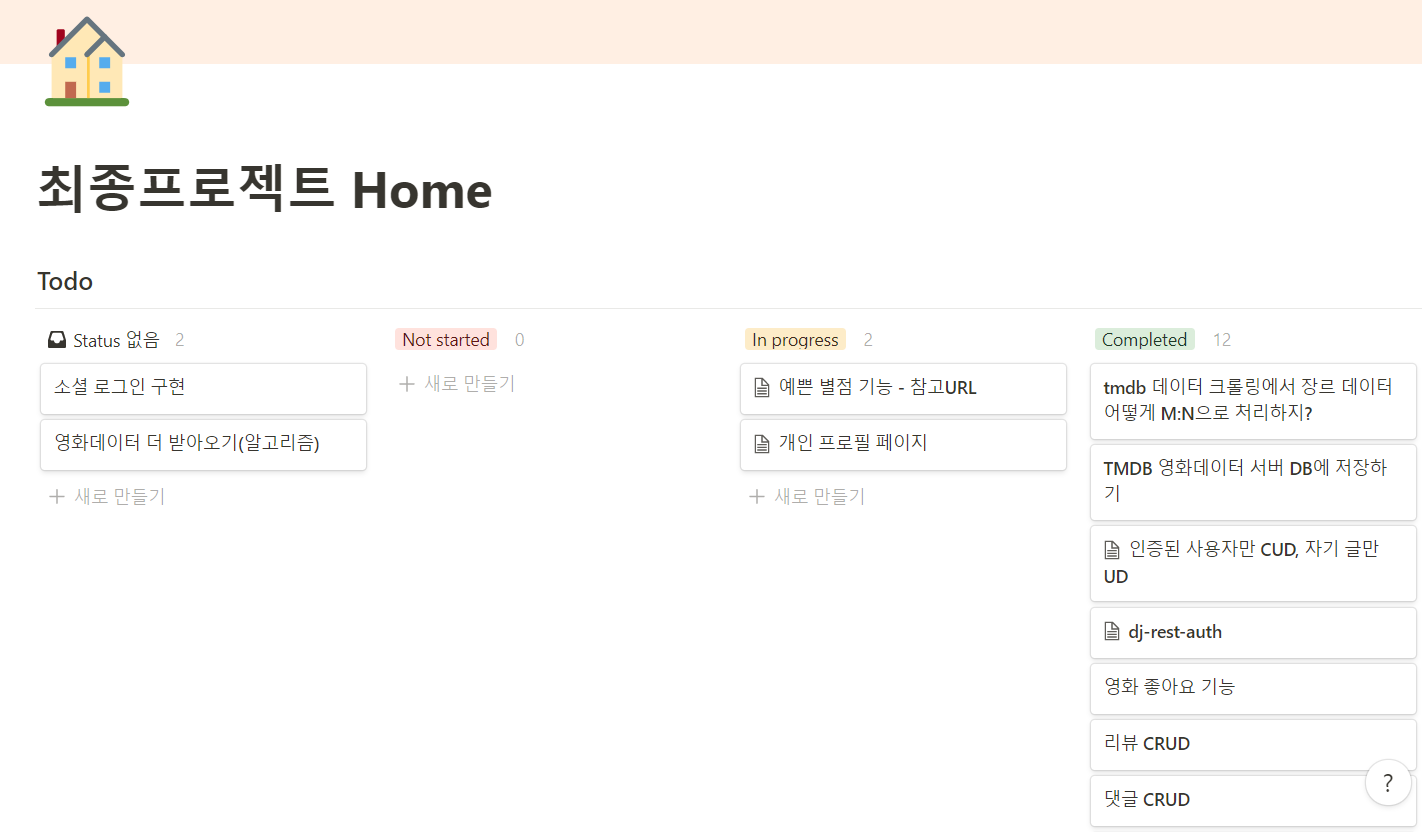 최종프로젝트 Home
Todo
Status 없음 2
소셜 로그인 구현
영화데이터 더 받아오기(알고리즘)
새로 만들기
Not started 0
새로 만들기
In progress 2
예쁜 별점 기능 - 참고URL
개인 프로필 페이지
새로 만들기
Completed 12
tmdb 데이터 크롤링에서 장르 데이터
어떻게 M:N으로 처리하지?
TMDB 영화데이터 서버 DB에 저장하
기
인증된 사용자만 CUD, 자기 글만
UD
dj-rest-auth
영화 좋아요 기능
리뷰 CRUD
댓글 CRUD
?